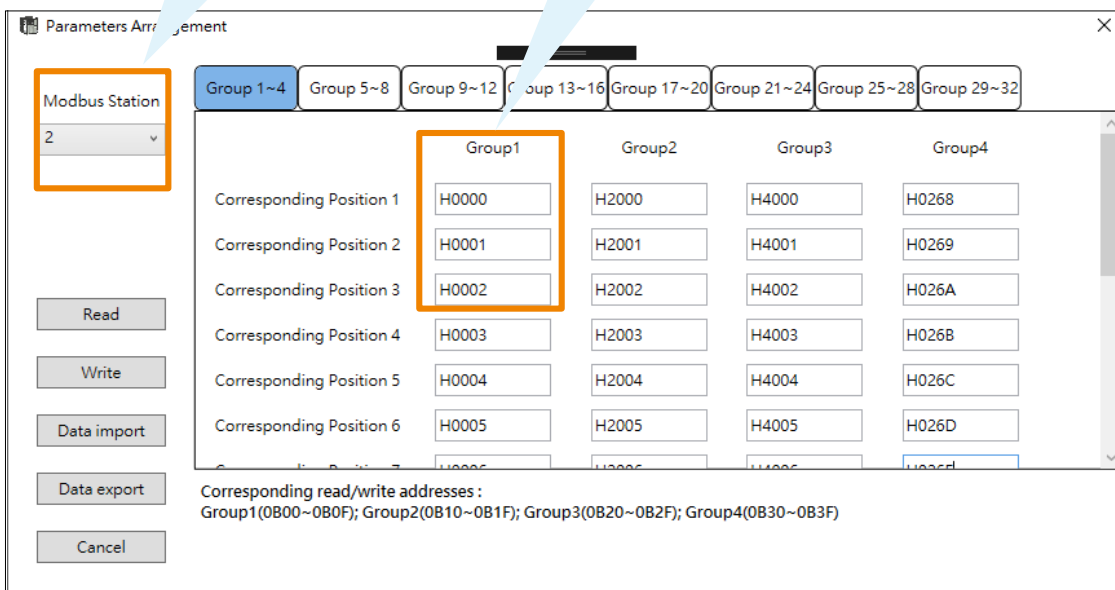 Parameters Arrangement
Modbus Station
2
Group 1~4 Group 5~8 Group 9~12 Group 13~16 Group 17~20 Group 21~24 Group 25~28 Group 29~32
Group1 Group2 Group3 Group4
Corresponding Position 1 H0000 H2000 H4000 H0268
Corresponding Position 2 H0001 H2001 H4001 H0269
Corresponding Position 3 H0002 H2002 H4002 H026A
Corresponding Position 4 H0003 H2003 H4003 H026B
Corresponding Position 5 H0004 H2004 H4004 H026C
Corresponding Position 6 H0005 H2005 H4005 H026D
Read
Write
Data import
Data export
Cancel
Corresponding read/write addresses :
Group1(0B00~0B0F); Group2(0B10~0B1F); Group3(0B20~0B2F); Group4(0B30~0B3F)